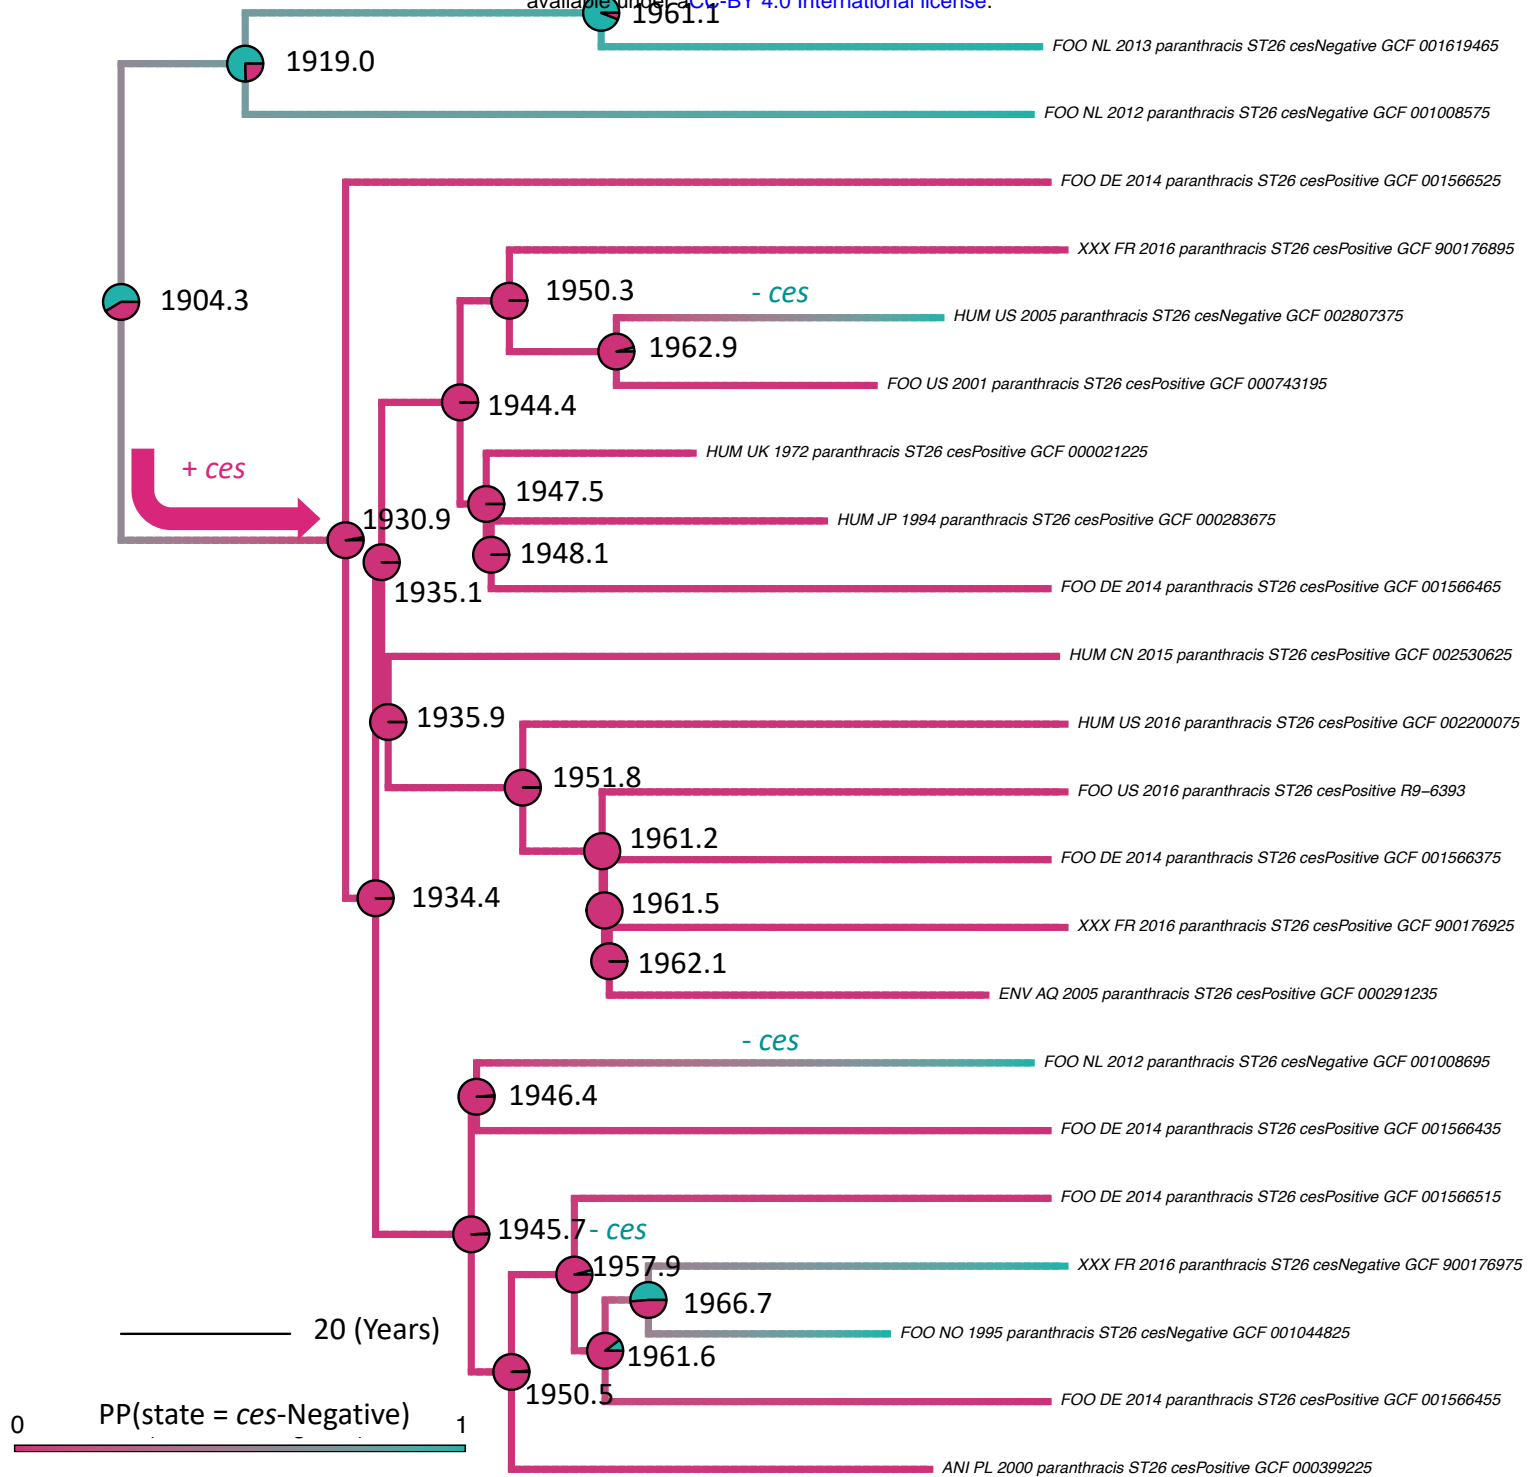 available under aCC-BY 4.0 International license.
1961.1
FOO NL 2013 paranthracis ST26 cesNegative GCF 001619465
1919.0
FOO NL 2012 paranthracis ST26 cesNegative GCF 001008575
FOO DE 2014 paranthracis ST26 cesPositive GCF 001566525
XXX FR 2016 paranthracis ST26 cesPositive GCF 900176895
1950.3
- ces
1904.3
HUM US 2005 paranthracis ST26 cesNegative GCF 002807375
1962.9
FOO US 2001 paranthracis ST26 cesPositive GCF 000743195
1944.4
HUM UK 1972 paranthracis ST26 cesPositive GCF 000021225
+ ces
1947.5
1930.9
HUM JP 1994 paranthracis ST26 cesPositive GCF 000283675
1948.1
1935.1
FOO DE 2014 paranthracis ST26 cesPositive GCF 001566465
HUM CN 2015 paranthracis ST26 cesPositive GCF 002530625
1935.9
HUM US 2016 paranthracis ST26 cesPositive GCF 002200075
1951.8
FOO US 2016 paranthracis ST26 cesPositive R9−6393
1961.2
FOO DE 2014 paranthracis ST26 cesPositive GCF 001566375
1934.4
1961.5
XXX FR 2016 paranthracis ST26 cesPositive GCF 900176925
1962.1
ENV AQ 2005 paranthracis ST26 cesPositive GCF 000291235
- ces
FOO NL 2012 paranthracis ST26 cesNegative GCF 001008695
1946.4
FOO DE 2014 paranthracis ST26 cesPositive GCF 001566435
FOO DE 2014 paranthracis ST26 cesPositive GCF 001566515
1945.7
- ces
1957.9
XXX FR 2016 paranthracis ST26 cesNegative GCF 900176975
1966.7
20 (Years)
FOO NO 1995 paranthracis ST26 cesNegative GCF 001044825
1961.6
1950.5
FOO DE 2014 paranthracis ST26 cesPositive GCF 001566455
0 PP(state = ces-Negative) 1
ANI PL 2000 paranthracis ST26 cesPositive GCF 000399225